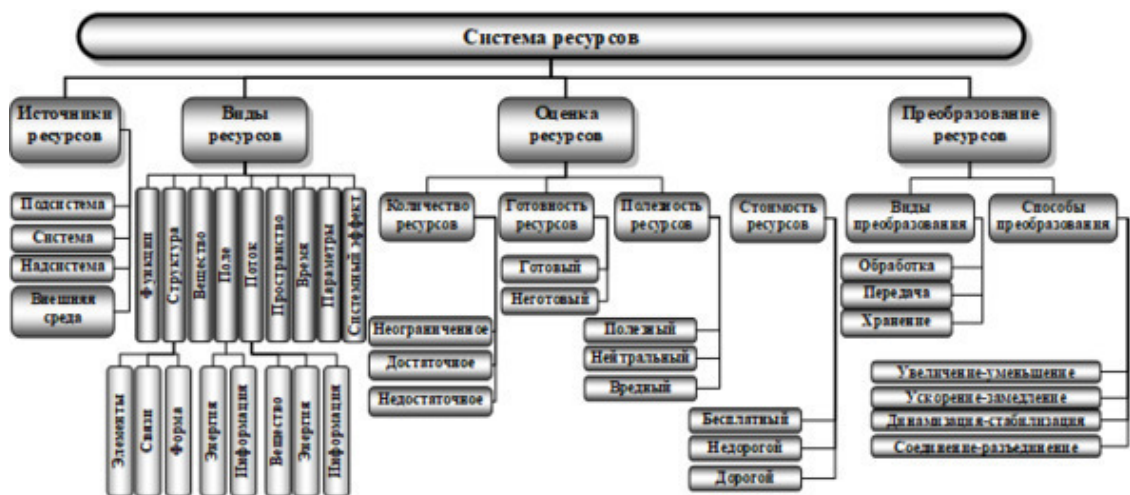 Система ресурсов
Источники
ресурсов
Виды
ресурсов
Оценка
ресурсов
Преобразование
ресурсов
Подсистема
Система
Надсистема
Внешняя
среда
Функции
Структура
Вещество
Поле
Поток
Пространство
Время
Параметры
Системный эффект
Элементы
Связи
Форма
Энергия
Информация
Вещество
Энергия
Информация
Количество
ресурсов
Готовность
ресурсов
Полезность
ресурсов
Стоимость
ресурсов
Неограниченное
Достаточное
Недостаточное
Готовый
Неготовый
Полезный
Нейтральный
Вредный
Бесплатный
Недорогой
Дорогой
Виды
преобразования
Способы
преобразования
Обработка
Передача
Хранение
Увеличение-уменьшение
Ускорение-замедление
Динамизация-стабилизация
Соединение-разъединение